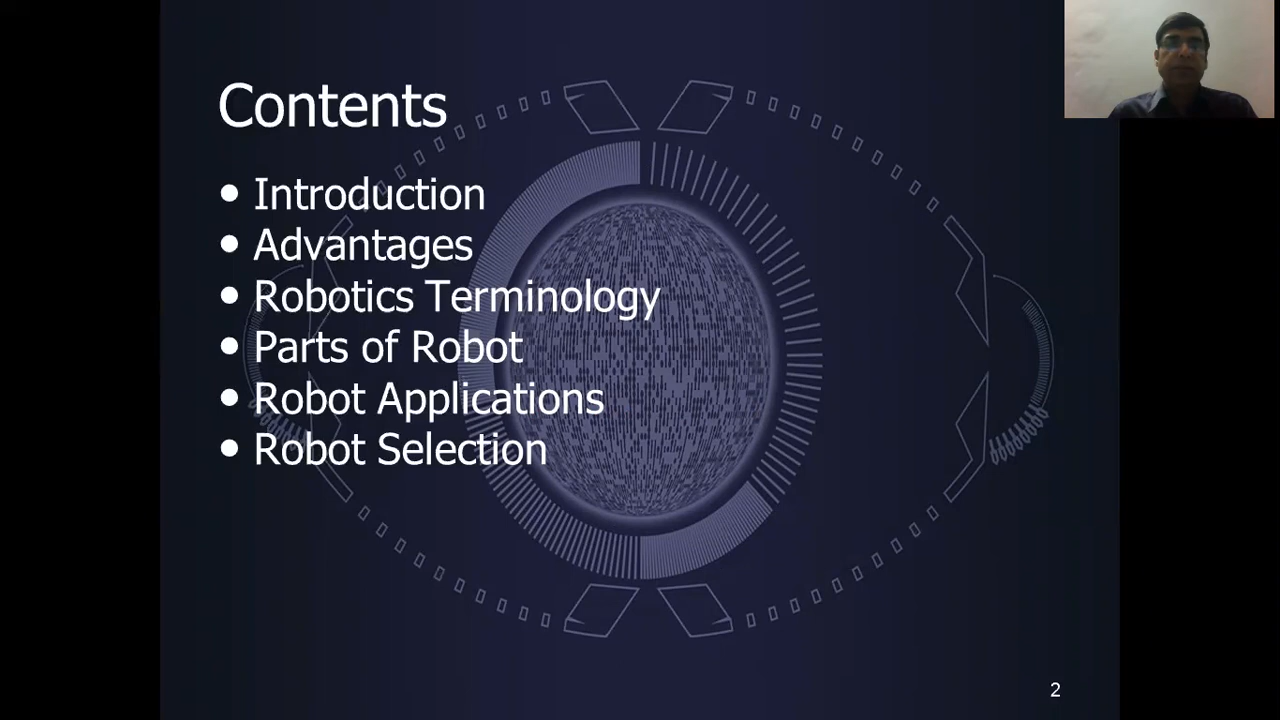 Contents
• Introduction
• Advantages
• Robotics Terminology
• Parts of Robot
• Robot Applications
• Robot Selection
2